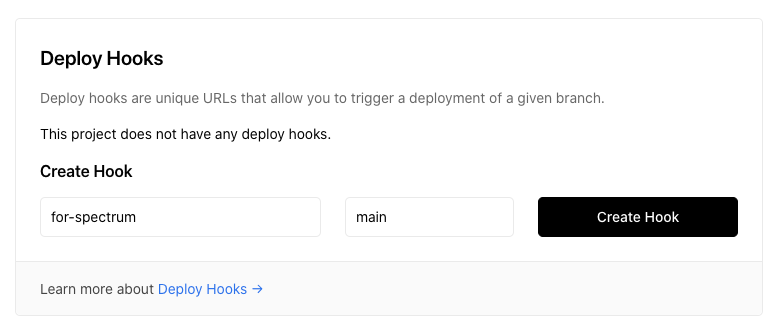 Deploy Hooks
Deploy hooks are unique URLs that allow you to trigger a deployment of a given branch.
This project does not have any deploy hooks.
Create Hook
for-spectrum
main
Create Hook
Learn more about Deploy Hooks →